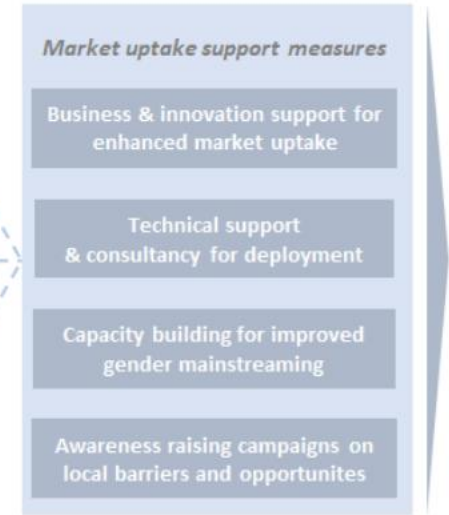 Market uptake support measures
Business & innovation support for
enhanced market uptake
Technical support
& consultancy for deployment
Capacity building for improved
gender mainstreaming
Awareness raising campaigns on
local barriers and opportunites